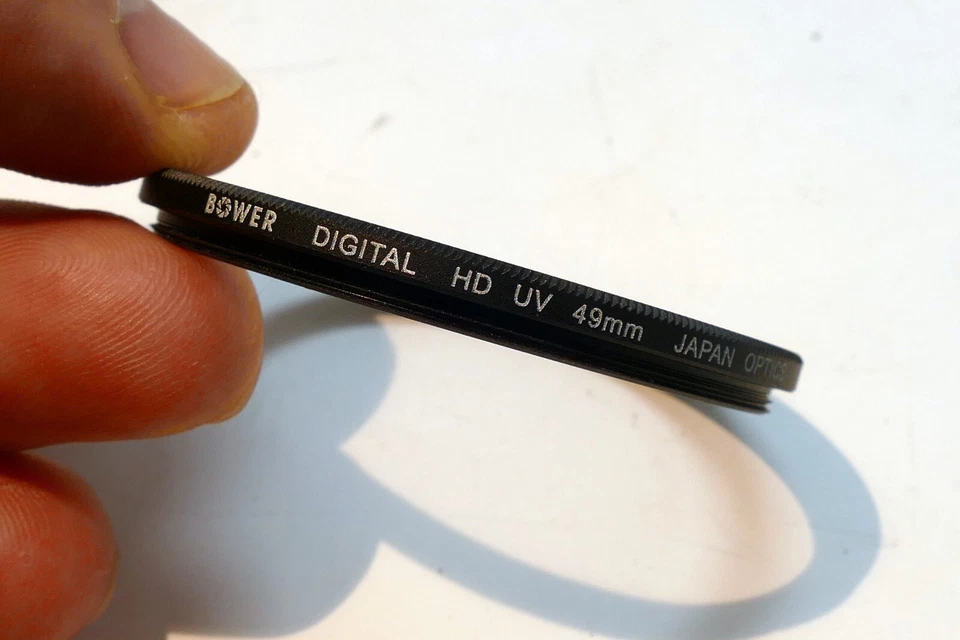 BOWER DIGITAL HD UV 49mm JAPAN OPTICS